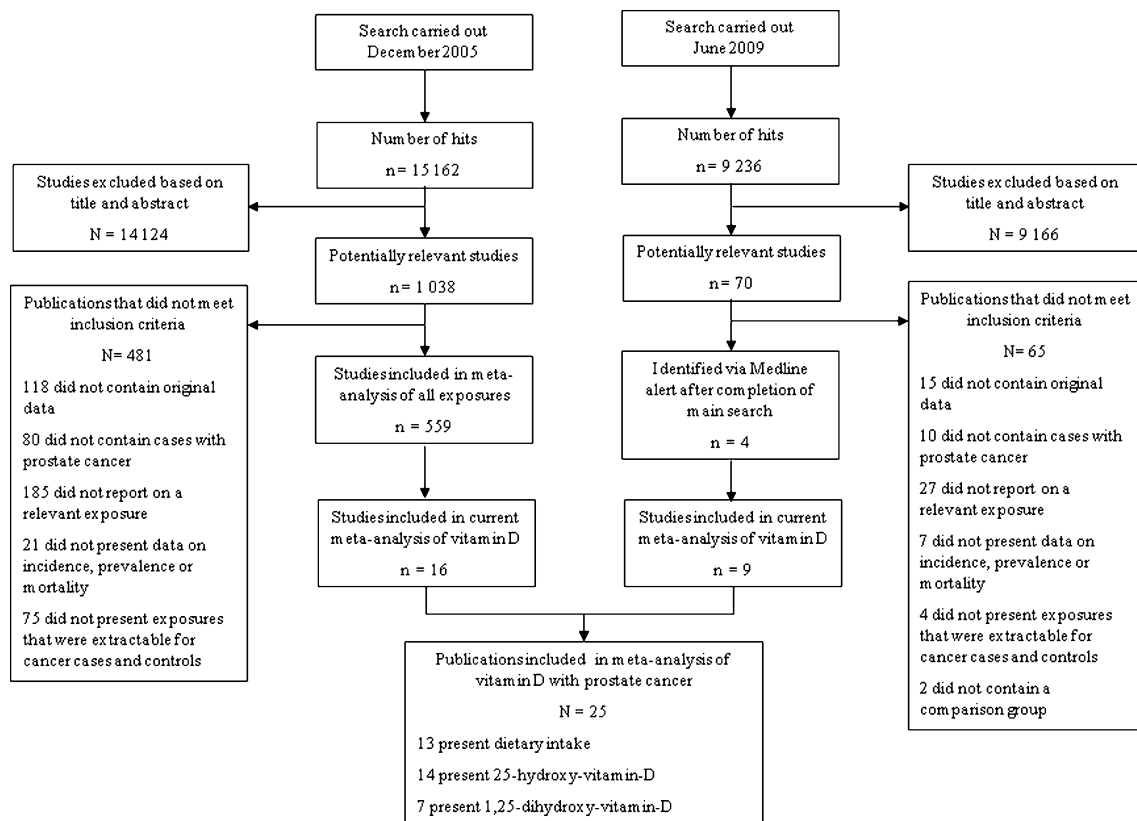 Search carried out
December 2005
Search carried out
June 2009
Number of hits
n = 15 162
Number of hits
n = 9 236
Studies excluded based on
title and abstract
N = 14 124
Studies excluded based on
title and abstract
N = 9 166
Potentially relevant studies
n = 1 038
Potentially relevant studies
n = 70
Publications that did not meet
inclusion criteria
N= 481
118 did not contain original
data
80 did not contain cases with
prostate cancer
185 did not report on a
relevant exposure
21 did not present data on
incidence, prevalence or
mortality
75 did not present exposures
that were extractable for
cancer cases and controls
Studies included in meta-
analysis of all exposures
n = 559
Identified via Medline
alert after completion of
main search
n = 4
Publications that did not meet
inclusion criteria
N= 65
15 did not contain original
data
10 did not contain cases with
prostate cancer
27 did not report on a
relevant exposure
7 did not present data on
incidence, prevalence or
mortality
4 did not present exposures
that were extractable for
cancer cases and controls
2 did not contain a
comparison group
Studies included in current
meta-analysis of vitamin D
n = 16
Studies included in current
meta-analysis of vitamin D
n = 9
Publications included in meta-analysis of
vitamin D with prostate cancer
N = 25
13 present dietary intake
14 present 25-hydroxy-vitamin-D
7 present 1,25-dihydroxy-vitamin-D